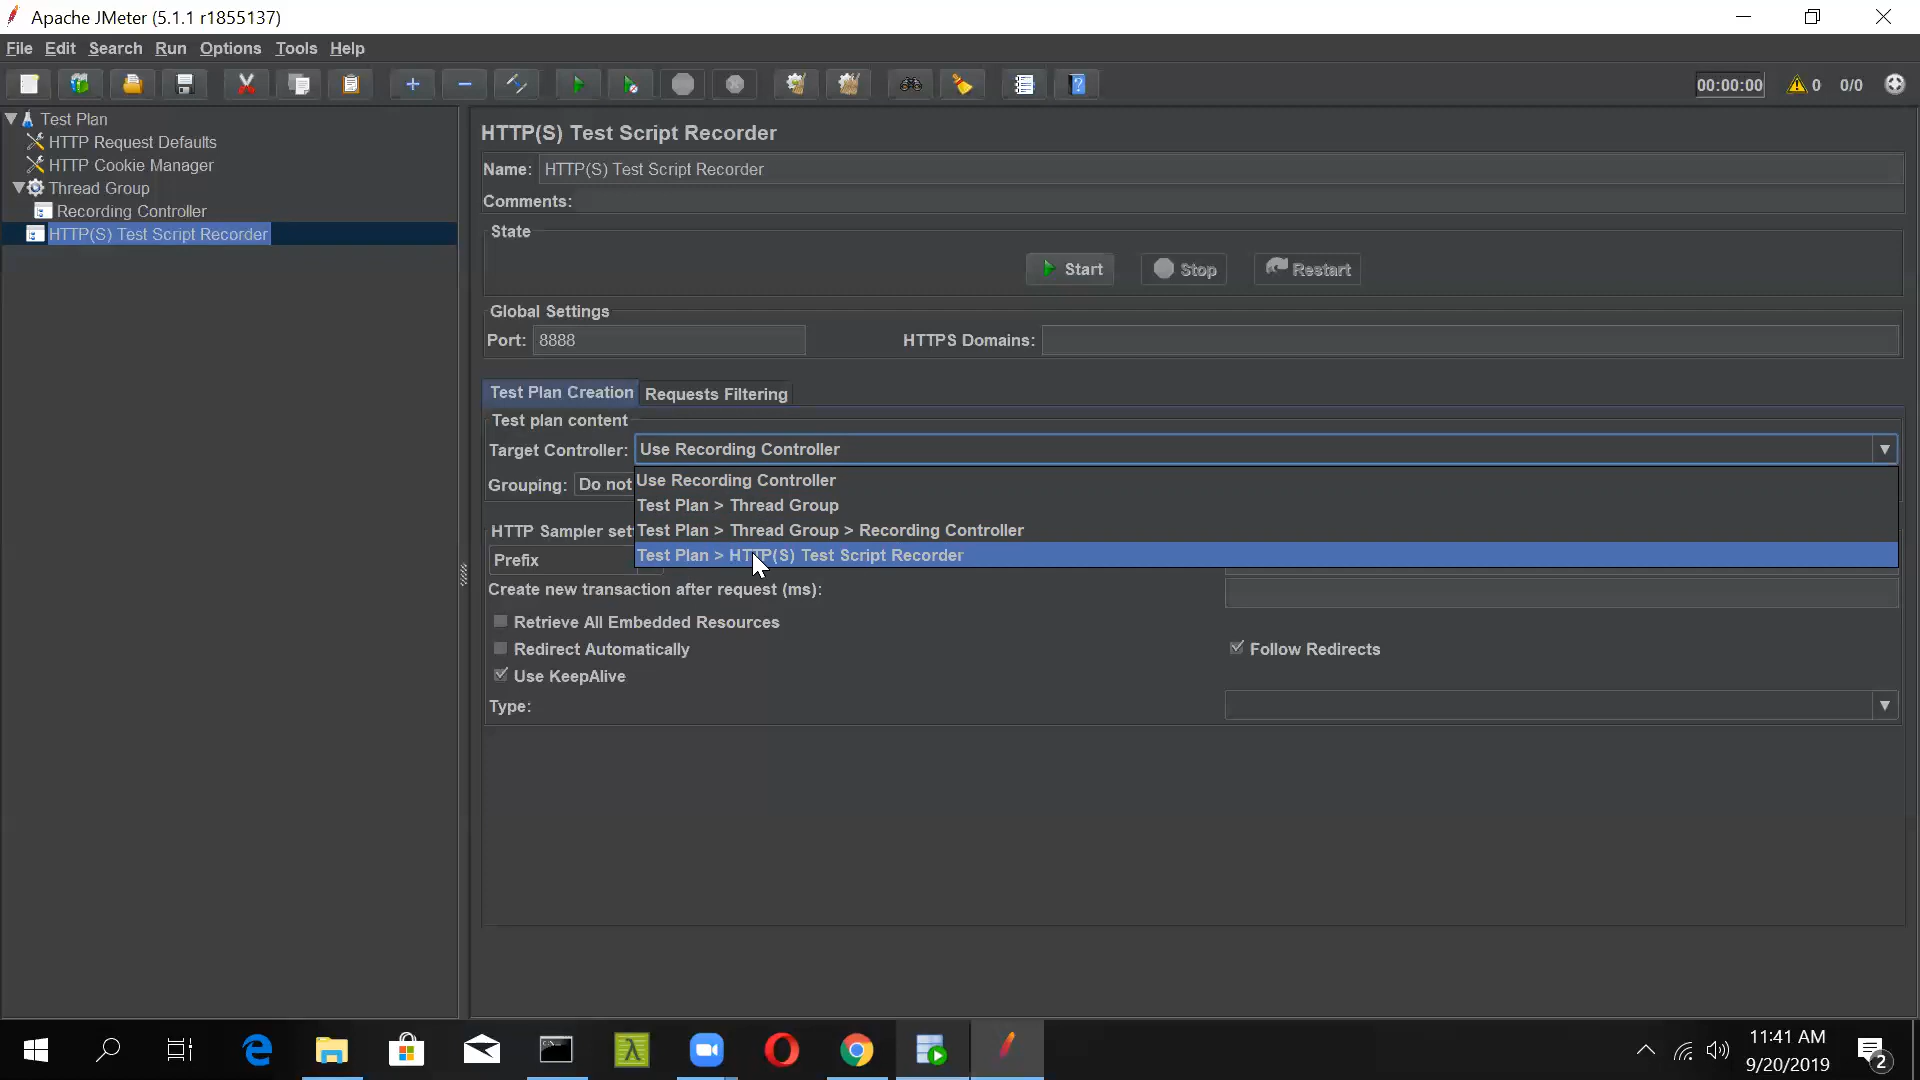 Apache JMeter (5.1.1 r1855137)
File Edit Search Run Options Tools Help
00:00:00 0 0/0
Test Plan
HTTP Request Defaults
HTTP Cookie Manager
Thread Group
Recording Controller
HTTP(S) Test Script Recorder
HTTP(S) Test Script Recorder
Name: HTTP(S) Test Script Recorder
Comments:
State
Start Stop Restart
Global Settings
Port: 8888 HTTPS Domains:
Test Plan Creation Requests Filtering
Test plan content
Target Controller: Use Recording Controller
Use Recording Controller
Grouping: Do not
Test Plan > Thread Group
HTTP Sampler set
Test Plan > Thread Group > Recording Controller
Test Plan > HTTP(S) Test Script Recorder
Prefix
Create new transaction after request (ms):
Retrieve All Embedded Resources
Redirect Automatically Follow Redirects
Use KeepAlive
Type:
11:41 AM
9/20/2019
2